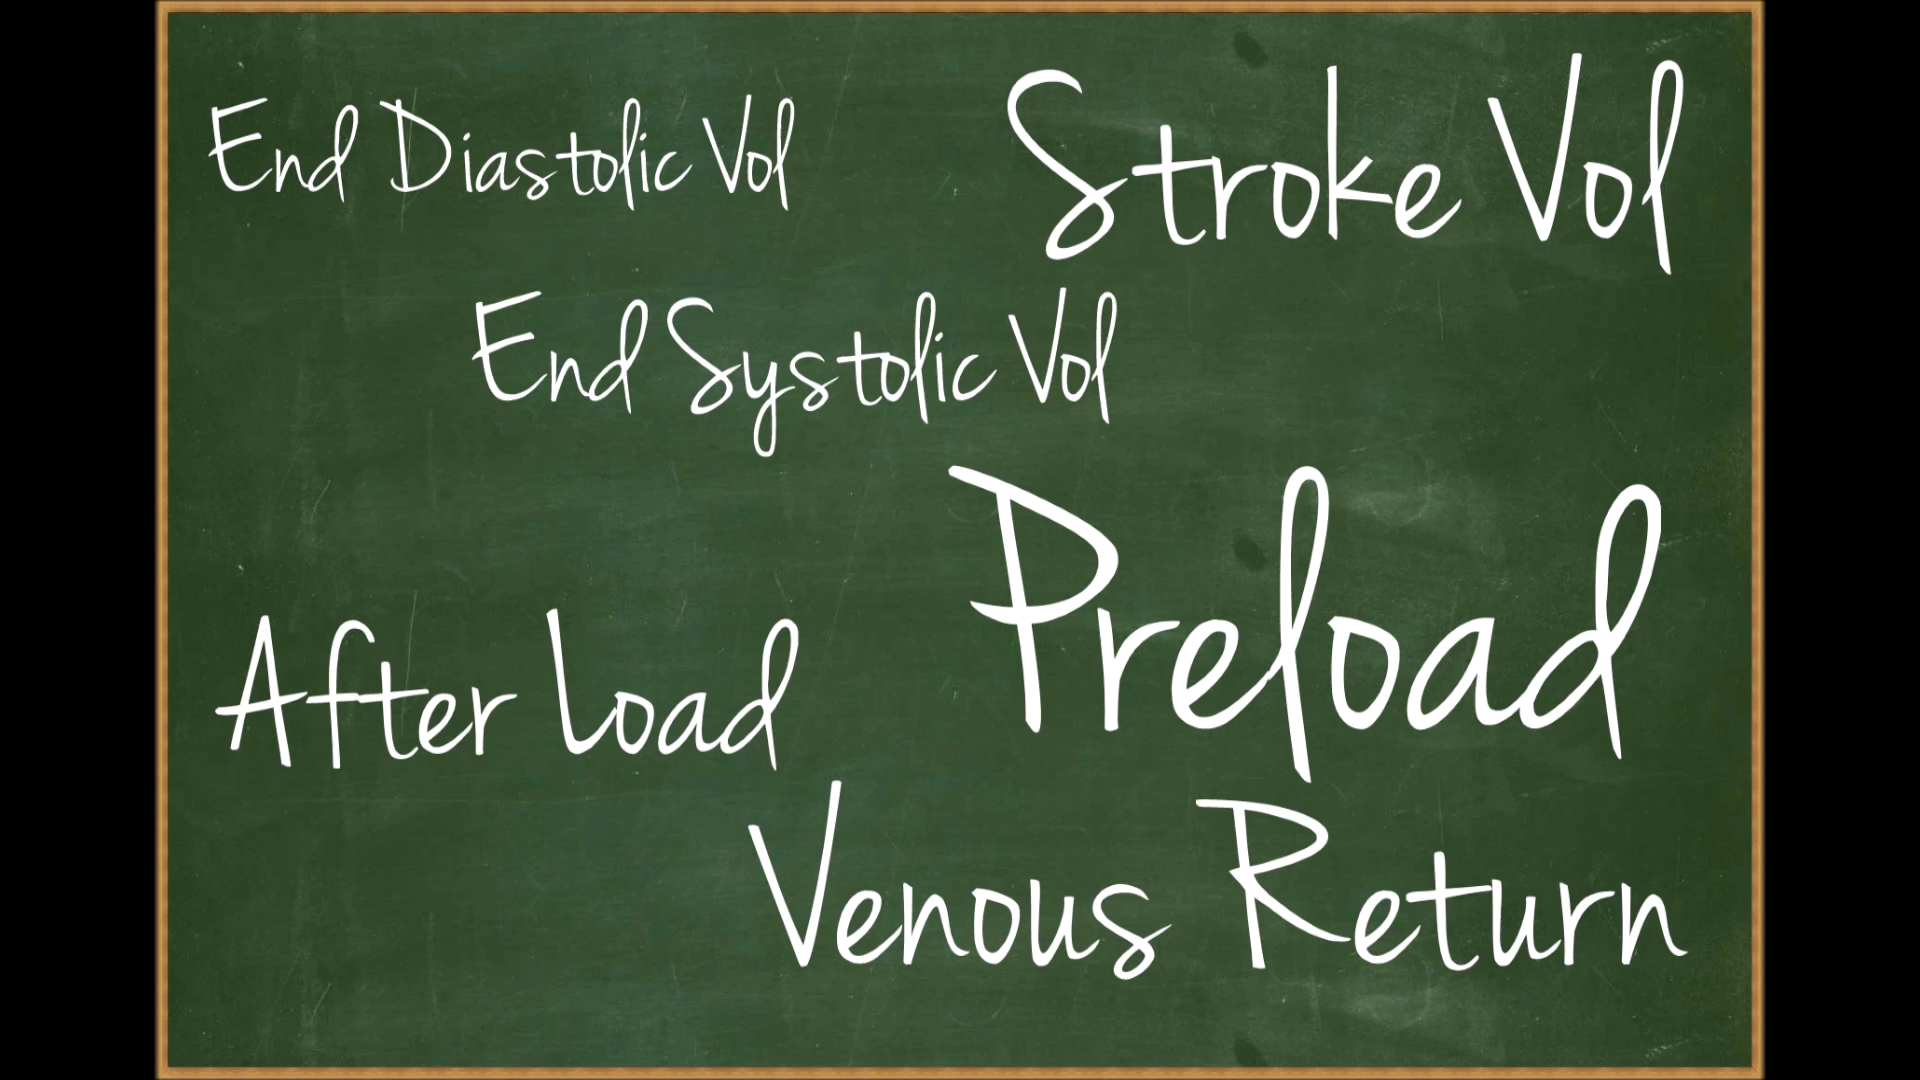 End Diastolic Vol
Stroke Vol
End Systolic Vol
Preload
After Load
Venous Return